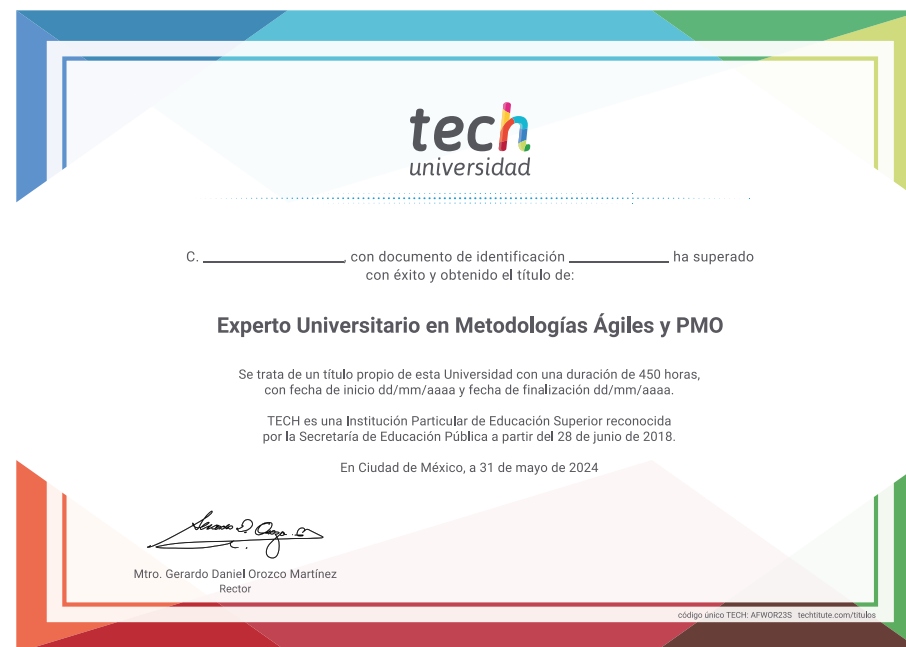 tech
universidad
C. ____________________, con documento de identificación ______________ ha superado
con éxito y obtenido el título de:
Experto Universitario en Metodologías Ágiles y PMO
Se trata de un título propio de esta Universidad con una duración de 450 horas,
con fecha de inicio dd/mm/aaaa y fecha de finalización dd/mm/aaaa.
TECH es una Institución Particular de Educación Superior reconocida
por la Secretaría de Educación Pública a partir del 28 de junio de 2018.
En Ciudad de México, a 31 de mayo de 2024
Mtro. Gerardo Daniel Orozco Martínez
Rector
código único TECH: AFWOR23S techtitute.com/titulos